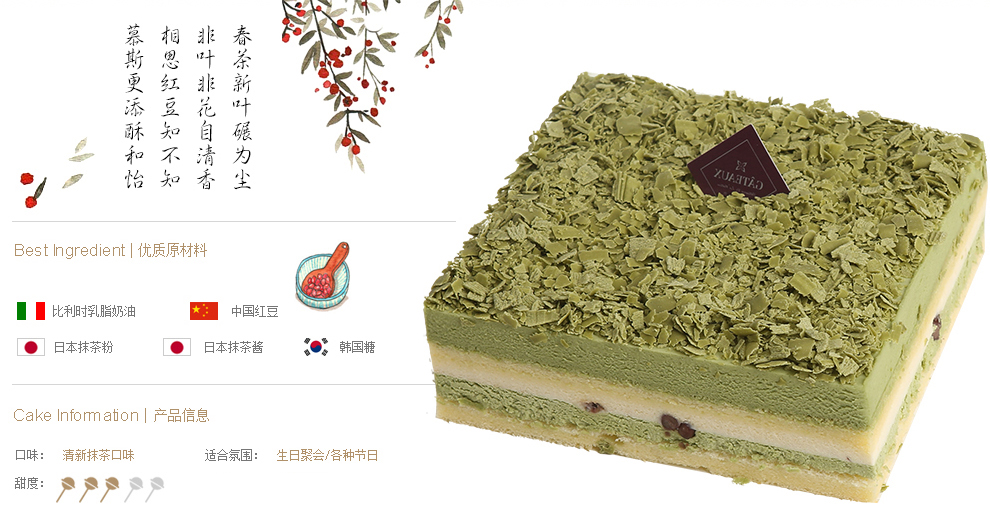 春茶新叶碾为尘
非叶非花自清香
相思红豆知不知
慕斯更添酥和怡
Best Ingredient | 优质原材料
比利时乳脂奶油
中国红豆
日本抹茶粉
日本抹茶酱
韩国糖
Cake Information | 产品信息
口味： 清新抹茶口味
适合氛围： 生日聚会/各种节日
甜度：
GÂTEAUX